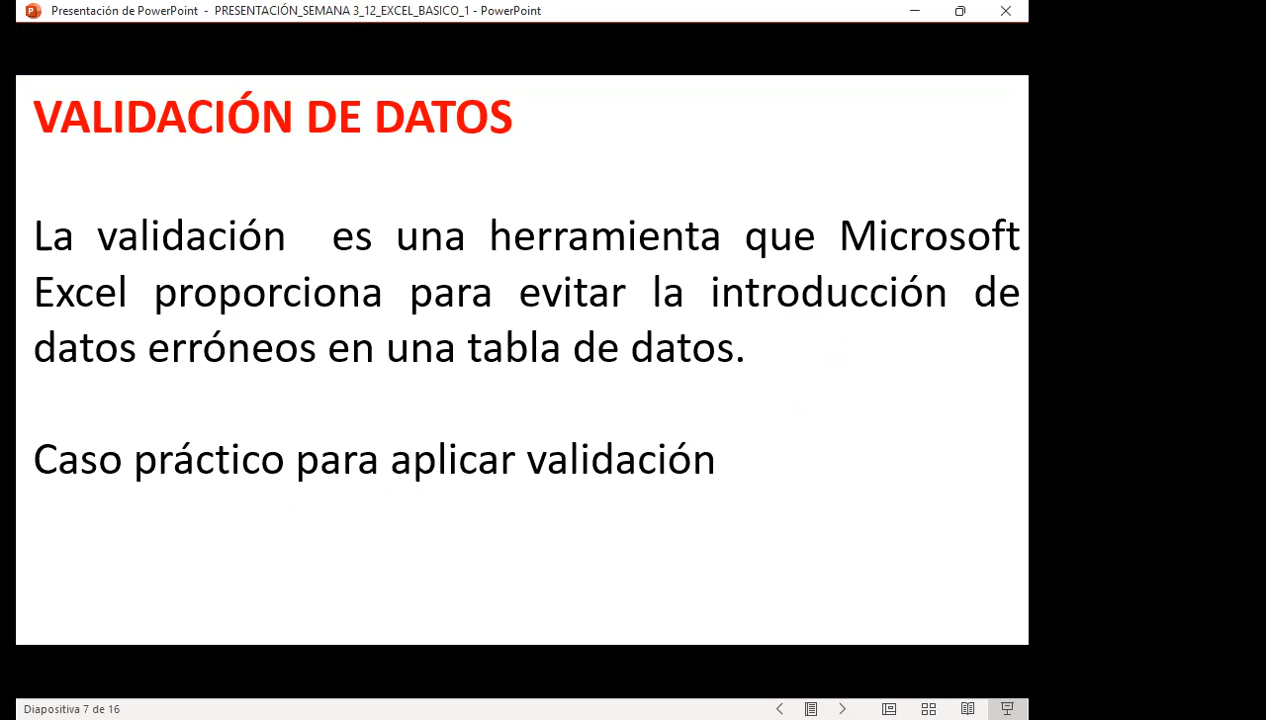 Presentación de PowerPoint - PRESENTACIÓN_SEMANA 3_12_EXCEL_BASICO_1 - PowerPoint
VALIDACIÓN DE DATOS
La validación es una herramienta que Microsoft
Excel proporciona para evitar la introducción de
datos erróneos en una tabla de datos.
Caso práctico para aplicar validación
Diapositiva 7 de 16